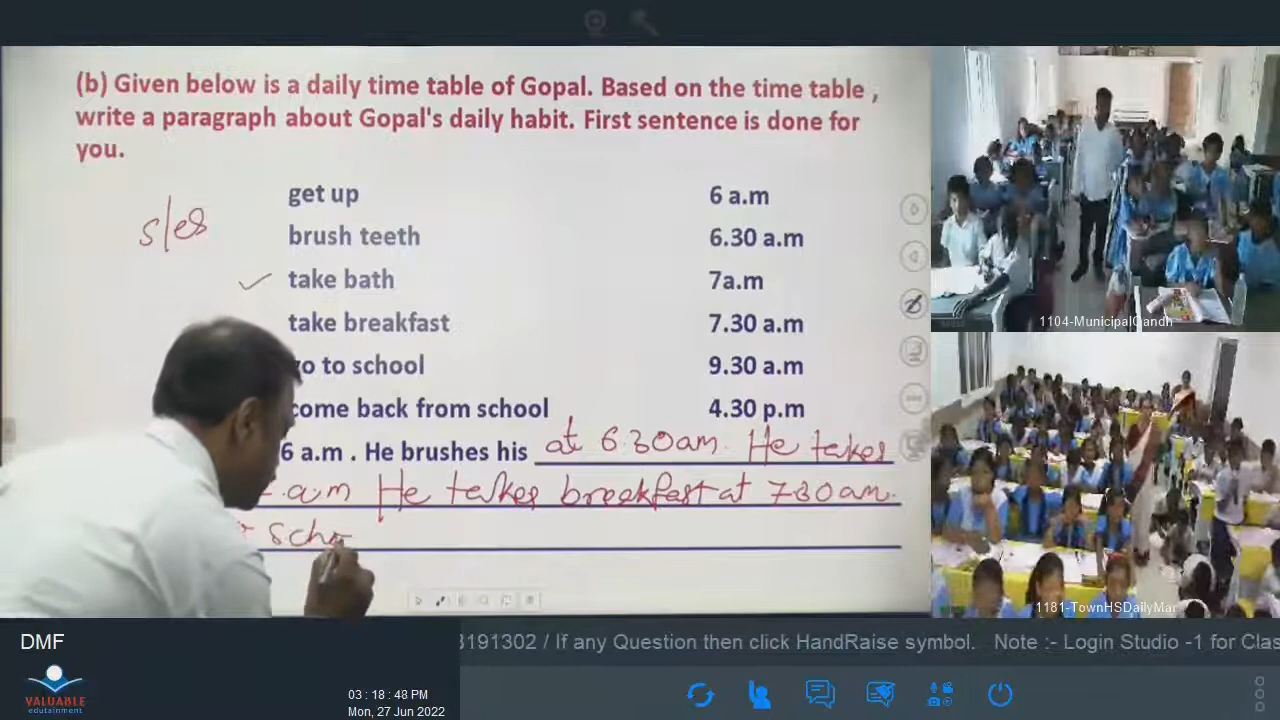 (b) Given below is a daily time table of Gopal. Based on the time table ,
write a paragraph about Gopal's daily habit. First sentence is done for
you.
s/es
get up 6 a.m
brush teeth 6.30 a.m
take bath 7a.m
take breakfast 7.30 a.m
go to school 9.30 a.m
come back from school 4.30 p.m
6 a.m . He brushes his at 6.30am. He takes
a.m He takes breakfast at 7.30 am.
scho
1104-MunicipalGandh
1181-TownHSDailyMar
DMF
VALUABLE
edutainment
03 : 18 : 48 PM
Mon, 27 Jun 2022
3191302 / If any Question then click HandRaise symbol. Note :- Login Studio -1 for Clas